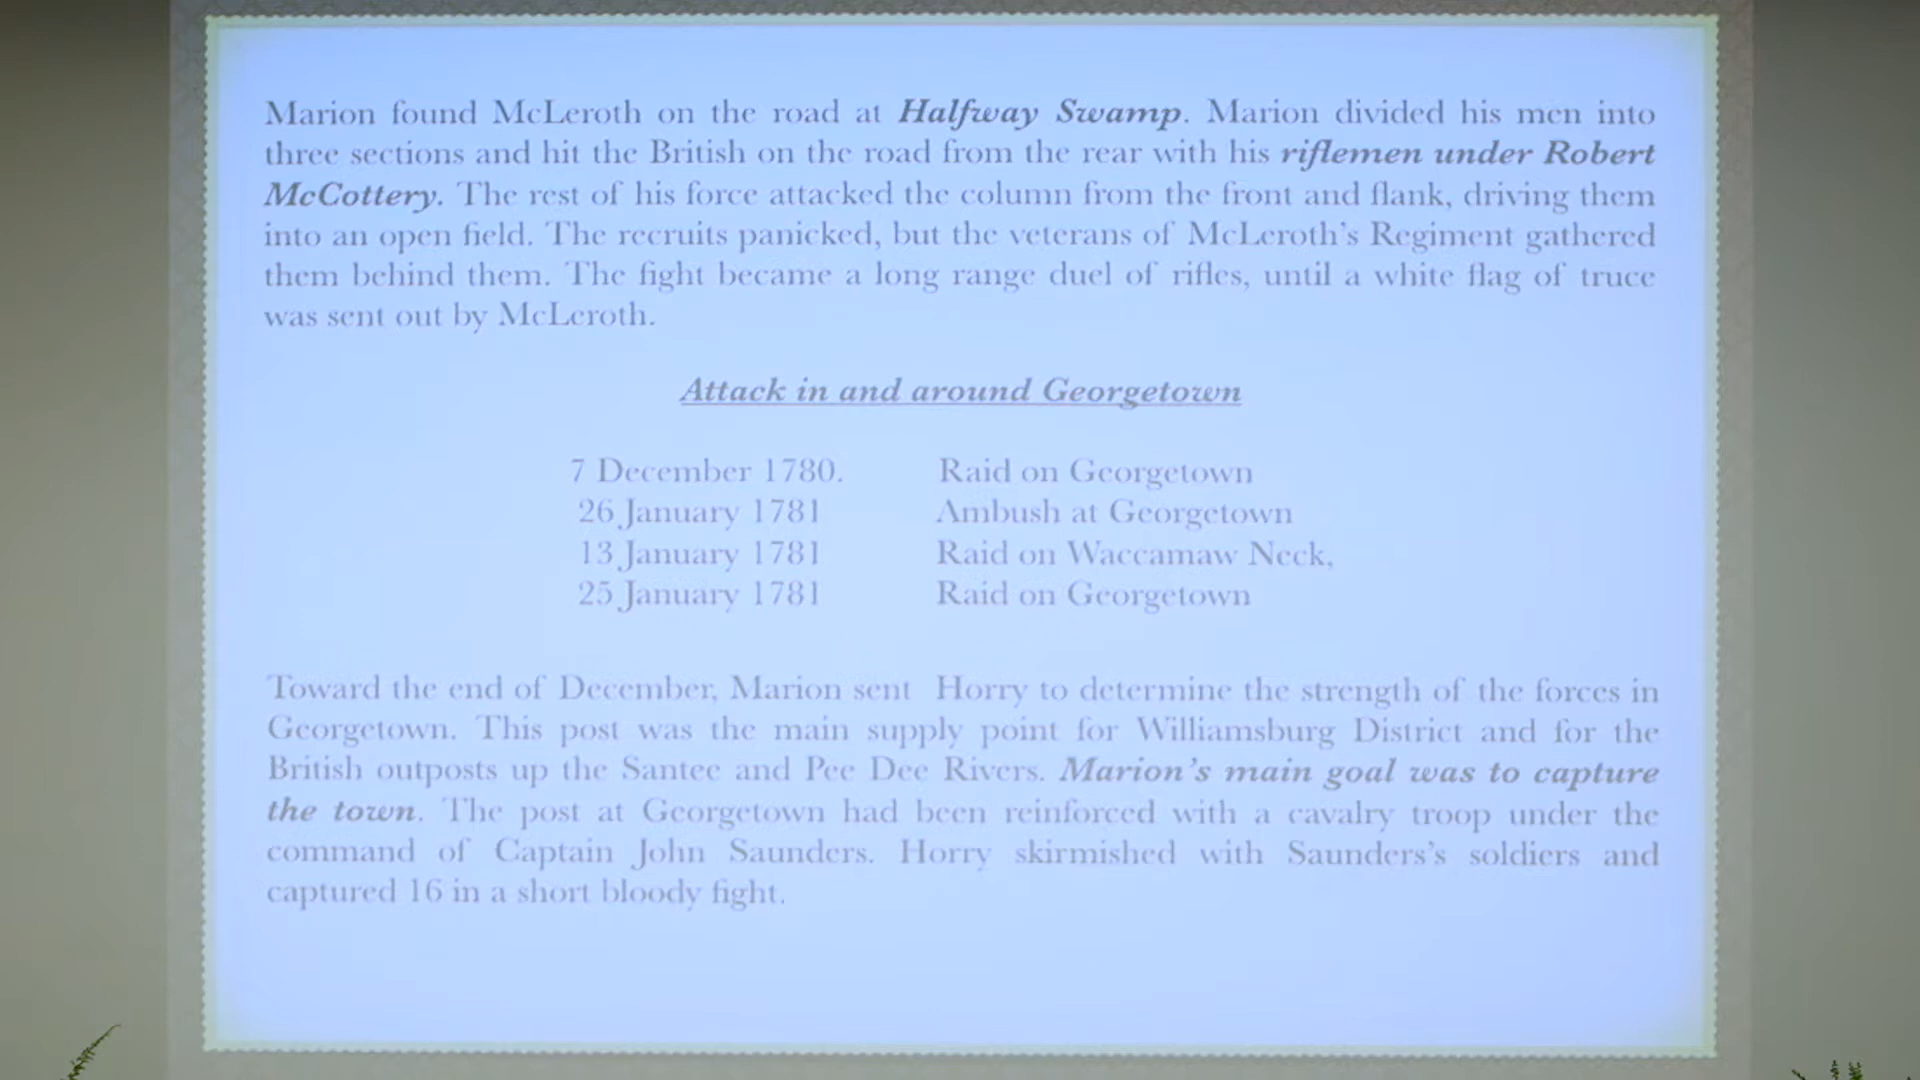 Marion found McLeroth on the road at Halfway Swamp. Marion divided his men into
three sections and hit the British on the road from the rear with his riflemen under Robert
McCottery. The rest of his force attacked the column from the front and flank, driving them
into an open field. The recruits panicked, but the veterans of McLeroth's Regiment gathered
them behind them. The fight became a long range duel of rifles, until a white flag of truce
was sent out by McLeroth.
Attack in and around Georgetown
7 December 1780. Raid on Georgetown
26 January 1781 Ambush at Georgetown
13 January 1781 Raid on Waccamaw Neck,
25 January 1781 Raid on Georgetown
Toward the end of December, Marion sent Horry to determine the strength of the forces in
Georgetown. This post was the main supply point for Williamsburg District and for the
British outposts up the Santee and Pee Dee Rivers. Marion's main goal was to capture
the town. The post at Georgetown had been reinforced with a cavalry troop under the
command of Captain John Saunders. Horry skirmished with Saunders's soldiers and
captured 16 in a short bloody fight.